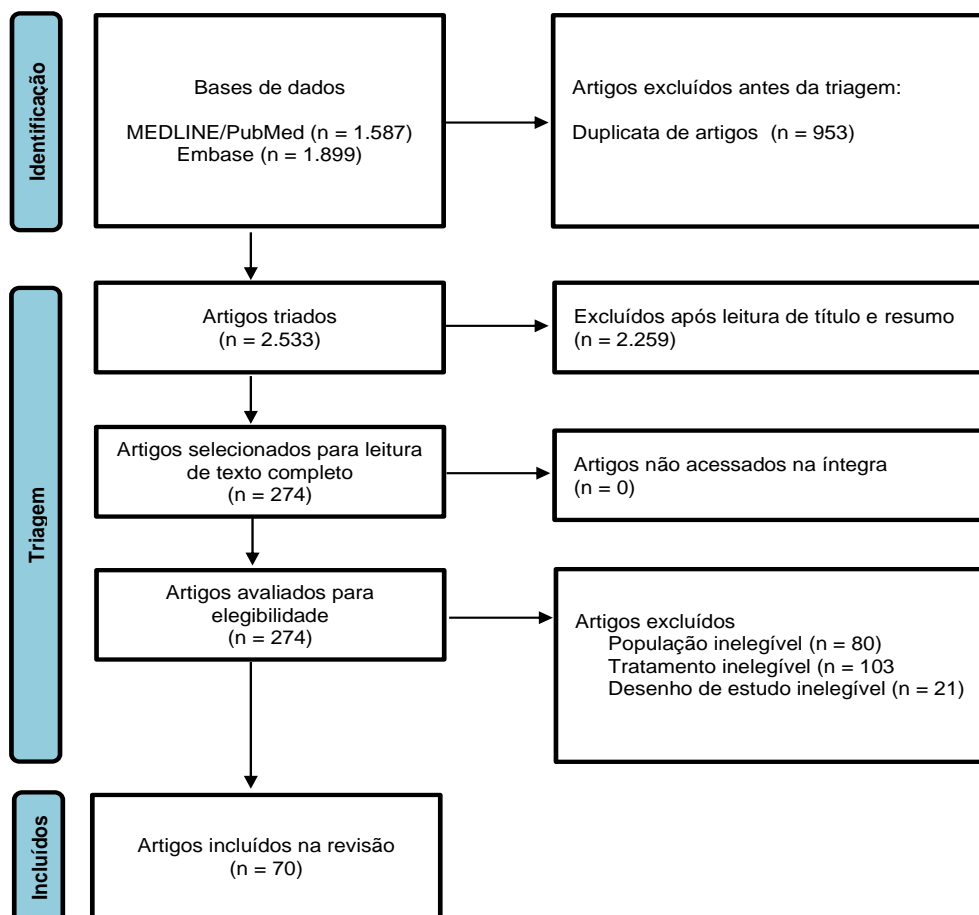 Identificação
Bases de dados
MEDLINE/PubMed (n = 1.587)
Embase (n = 1.899)
Artigos excluídos antes da triagem:
Duplicata de artigos (n = 953)
Triagem
Artigos triados
(n = 2.533)
Excluídos após leitura de título e resumo
(n = 2.259)
Artigos selecionados para leitura
de texto completo
(n = 274)
Artigos não acessados na íntegra
(n = 0)
Artigos avaliados para
elegibilidade
(n = 274)
Artigos excluídos
População inelegível (n = 80)
Tratamento inelegível (n = 103
Desenho de estudo inelegível (n = 21)
Incluídos
Artigos incluídos na revisão
(n = 70)